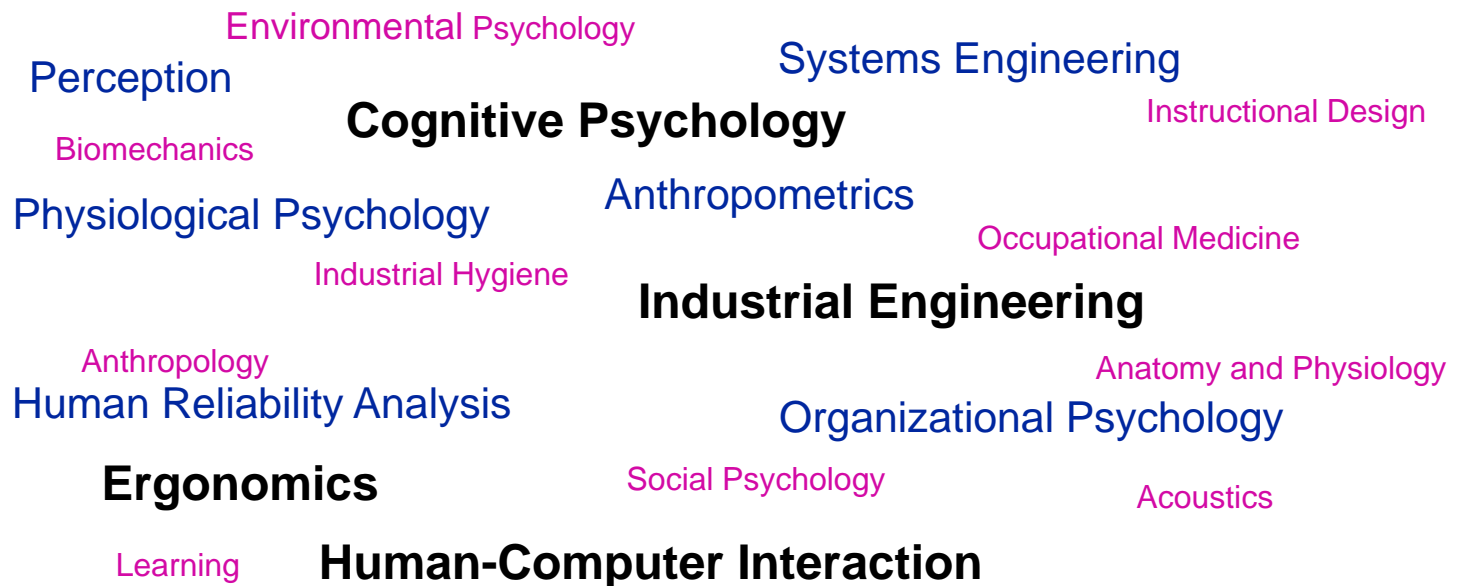 Environmental Psychology
Systems Engineering
Perception
Cognitive Psychology
Instructional Design
Biomechanics
Anthropometrics
Physiological Psychology
Occupational Medicine
Industrial Hygiene
Industrial Engineering
Anthropology
Anatomy and Physiology
Human Reliability Analysis
Organizational Psychology
Ergonomics
Social Psychology
Acoustics
Learning
Human-Computer Interaction